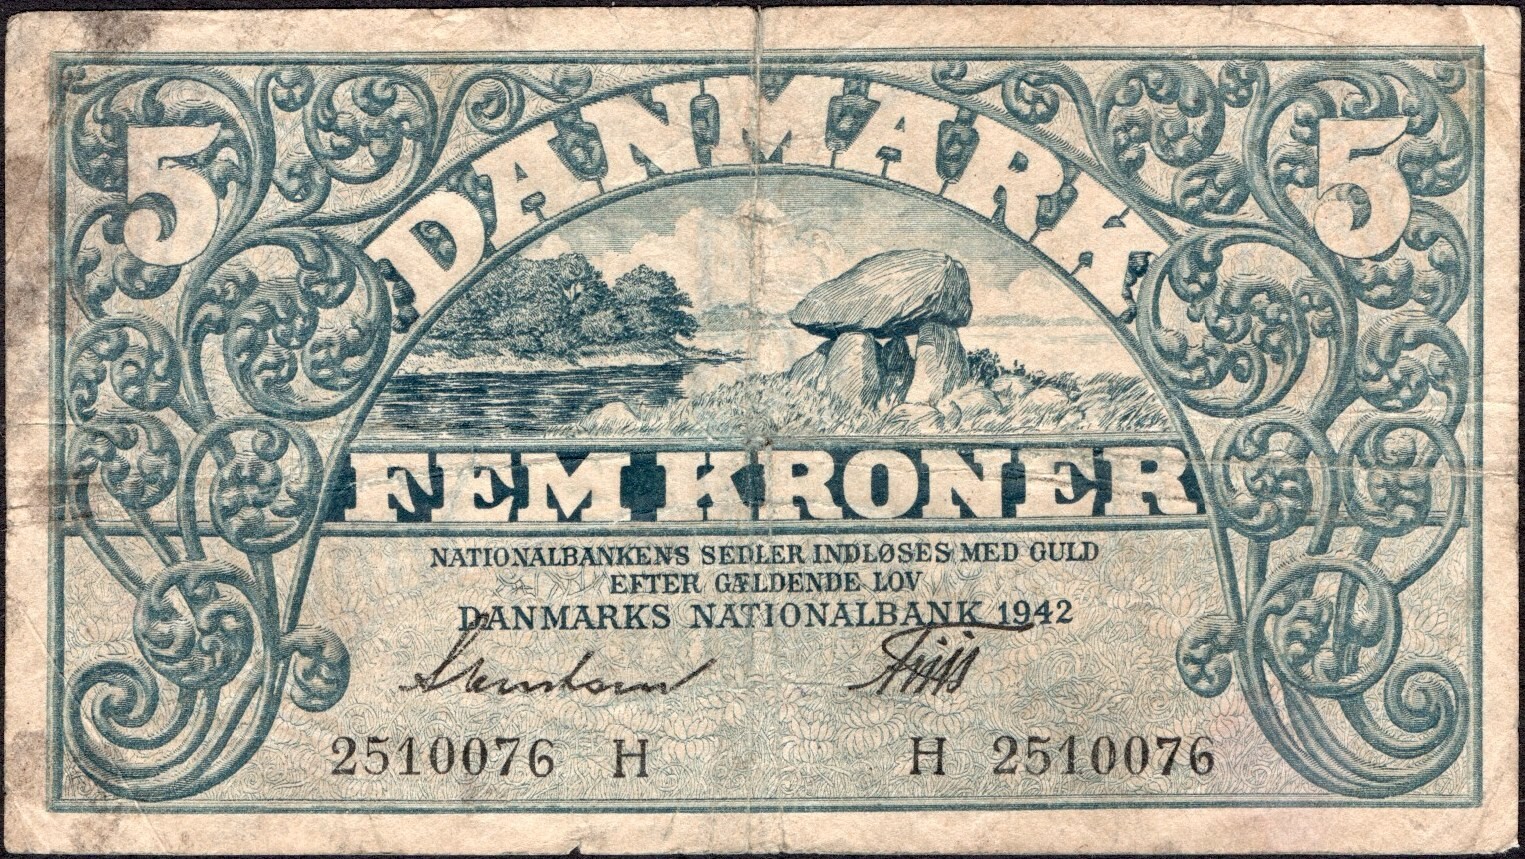 5 DANMARK 5
FEM KRONER
NATIONALBANKENS SEDLER INDLØSES MED GULD
EFTER GÆLDENDE LOV
DANMARKS NATIONALBANK 1942
2510076 H H 2510076